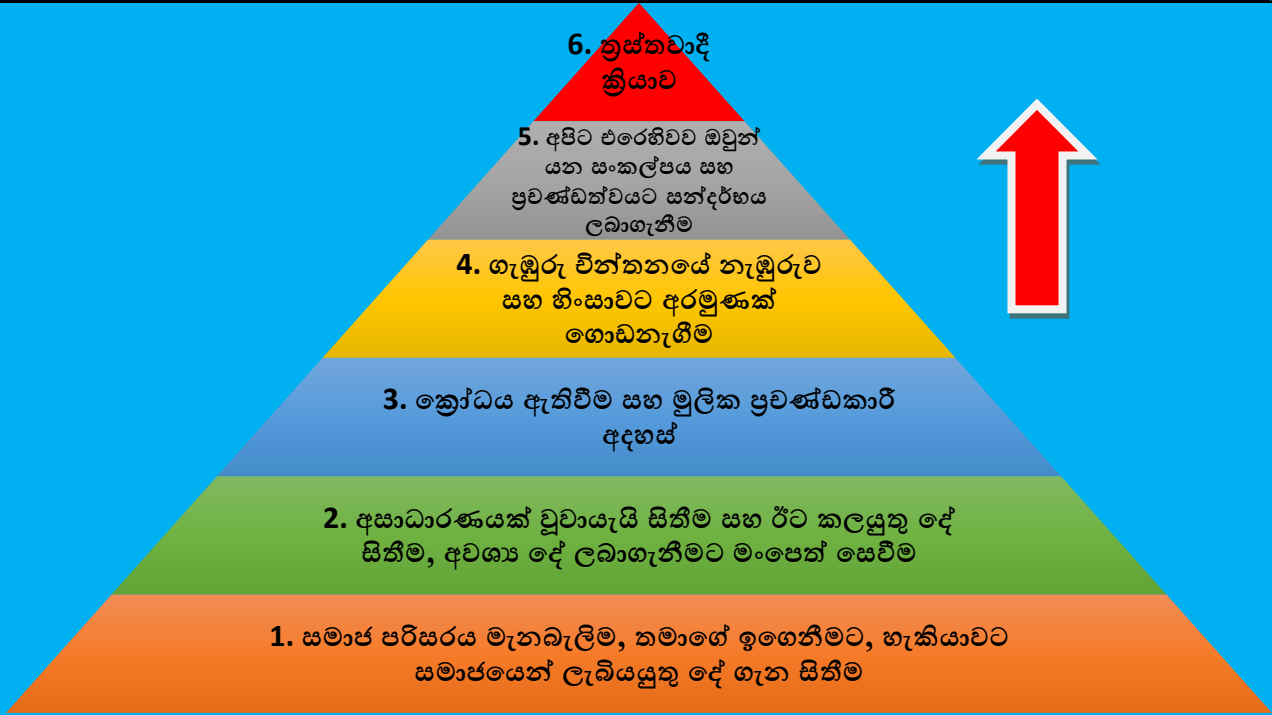 6. ත්‍රස්තවාදී
ක්‍රියාව
5. අපිට එරෙහිවව ඔවුන්
යන සංකල්පය සහ
ප්‍රචණ්ඩත්වයට සන්දර්භය
ලබාගැනීම
4. ගැඹුරු චින්තනයේ නැඹුරුව
සහ හිංසාවට අරමුණක්
ගොඩනැගීම
3. ක්‍රෝධය ඇතිවීම සහ මුලික ප්‍රචණ්ඩකාරී
අදහස්
2. අසාධාරණයක් වූවායැයි සිතීම සහ ඊට කලයුතු දේ
සිතීම, අවශ්‍ය දේ ලබාගැනීමට මංපෙත් සෙවීම
1. සමාජ පරිසරය මැනබැලිම, තමාගේ ඉගෙනීමට, හැකියාවට
සමාජයෙන් ලැබියයුතු දේ ගැන සිතීම